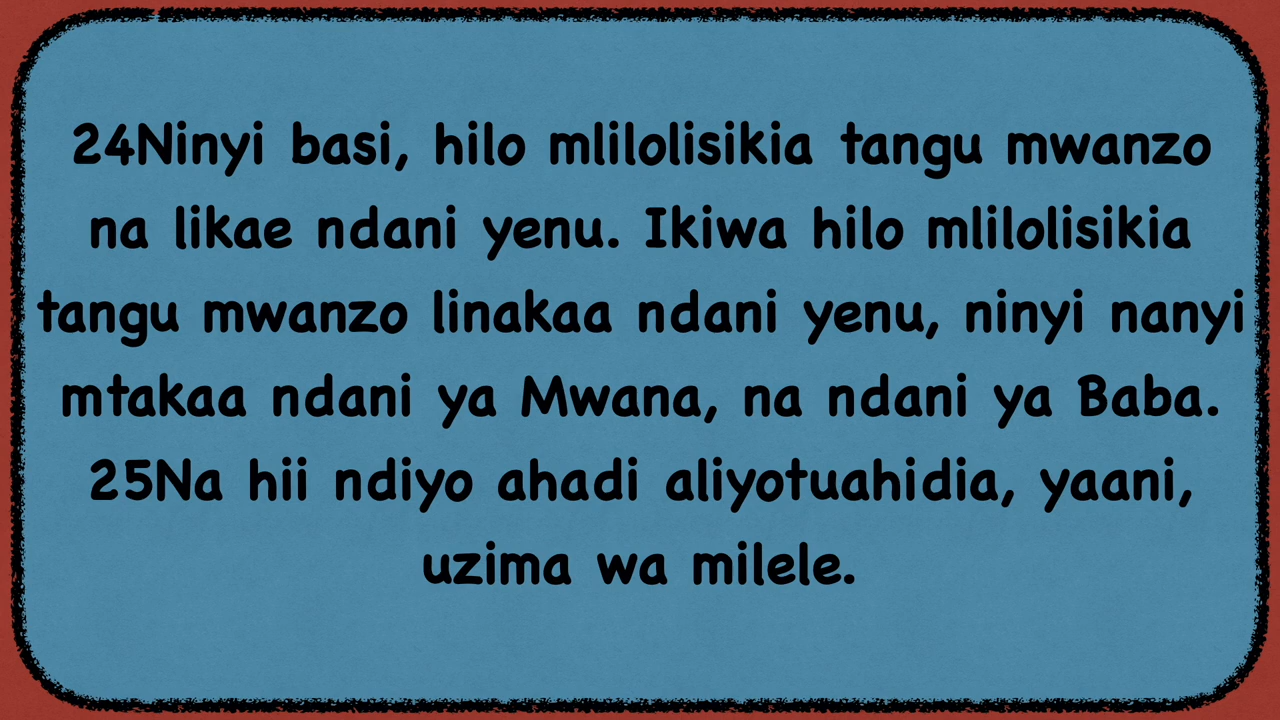 24Ninyi basi, hilo mlilolisikia tangu mwanzo
na likae ndani yenu. Ikiwa hilo mlilolisikia
tangu mwanzo linakaa ndani yenu, ninyi nanyi
mtakaa ndani ya Mwana, na ndani ya Baba.
25Na hii ndiyo ahadi aliyotuahidia, yaani,
uzima wa milele.